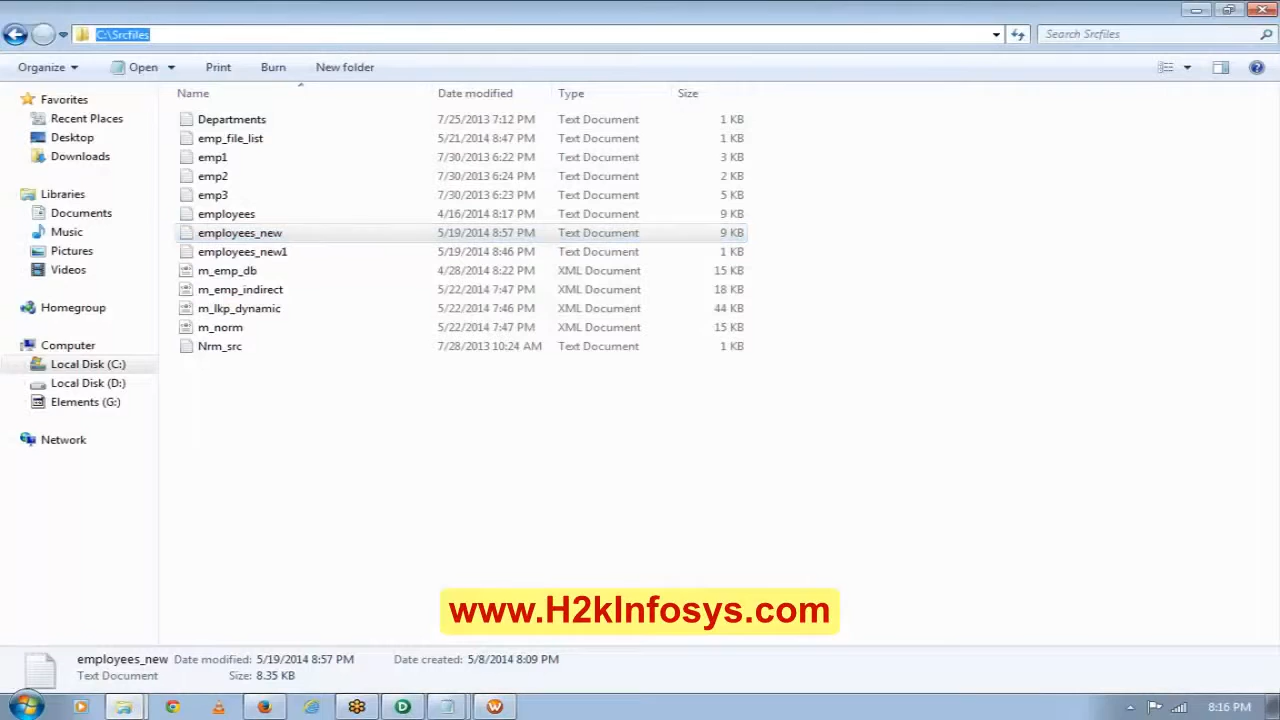 C:\Srcfiles
Search Srcfiles
Organize Open Print Burn New folder
Name Date modified Type Size
Favorites
Recent Places
Desktop
Downloads
Libraries
Documents
Music
Pictures
Videos
Homegroup
Computer
Local Disk (C:)
Local Disk (D:)
Elements (G:)
Network
Departments 7/25/2013 7:12 PM Text Document 1 KB
emp_file_list 5/21/2014 8:47 PM Text Document 1 KB
emp1 7/30/2013 6:22 PM Text Document 3 KB
emp2 7/30/2013 6:24 PM Text Document 2 KB
emp3 7/30/2013 6:23 PM Text Document 5 KB
employees 4/16/2014 8:17 PM Text Document 9 KB
employees_new 5/19/2014 8:57 PM Text Document 9 KB
employees_new1 5/19/2014 8:46 PM Text Document 1 KB
m_emp_db 4/28/2014 8:22 PM XML Document 15 KB
m_emp_indirect 5/22/2014 7:47 PM XML Document 18 KB
m_lkp_dynamic 5/22/2014 7:46 PM XML Document 44 KB
m_norm 5/22/2014 7:47 PM XML Document 15 KB
Nrm_src 7/28/2013 10:24 AM Text Document 1 KB
www.H2kInfosys.com
employees_new Date modified: 5/19/2014 8:57 PM Date created: 5/8/2014 8:09 PM
Text Document Size: 8.35 KB
8:16 PM